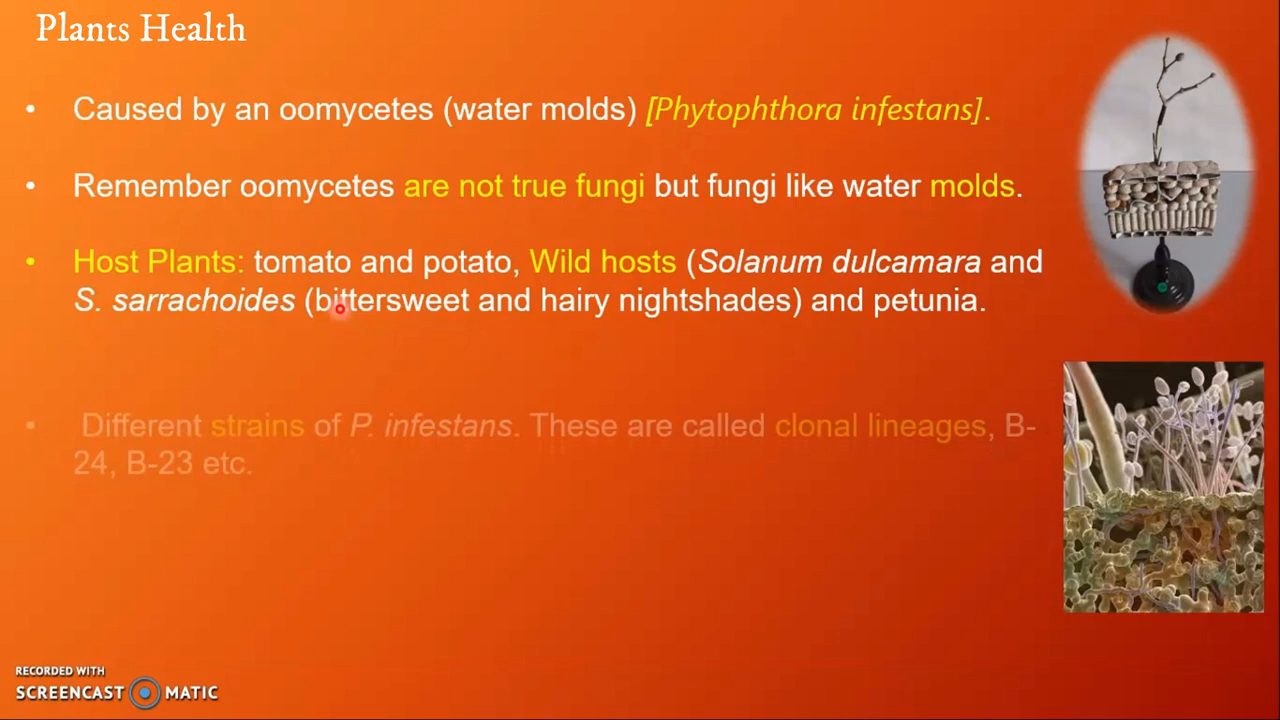 Plants Health
• Caused by an oomycetes (water molds) [Phytophthora infestans].
• Remember oomycetes are not true fungi but fungi like water molds.
• Host Plants: tomato and potato, Wild hosts (Solanum dulcamara and
S. sarrachoides (bittersweet and hairy nightshades) and petunia.
• Different strains of P. infestans. These are called clonal lineages, B-
24, B-23 etc.
RECORDED WITH
SCREENCAST MATIC